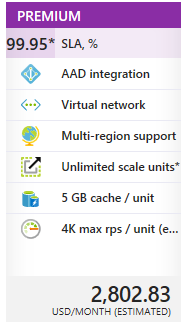 PREMIUM
99.95* SLA, %
AAD integration
Virtual network
Multi-region support
Unlimited scale units*
5 GB cache / unit
4K max rps / unit (e...
2,802.83
USD/MONTH (ESTIMATED)